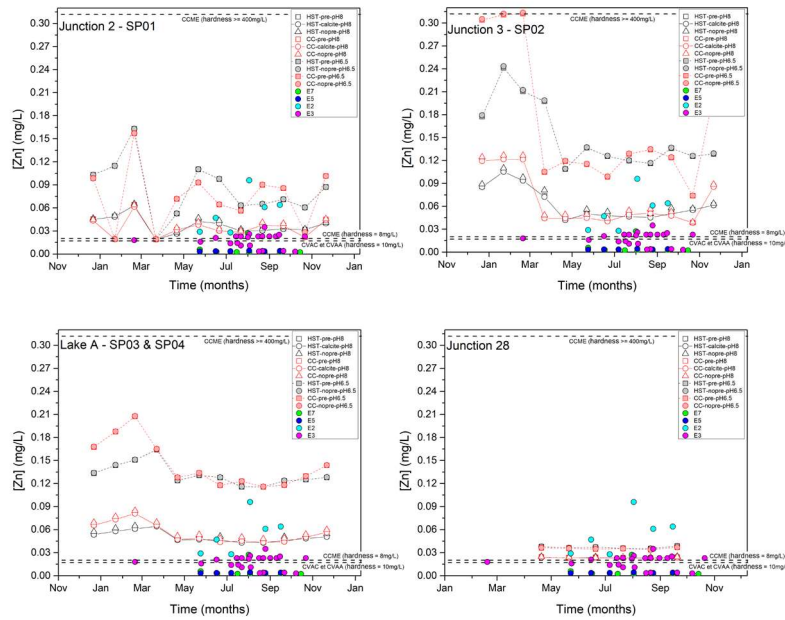 Junction 2 - SP01
CCME (hardness >= 400mg/L)
HST-pre-pH8
HST-calcite-pH8
HST-nopre-pH8
CC-pre-pH8
CC-calcite-pH8
CC-nopre-pH8
HST-pre-pH6.5
HST-nopre-pH6.5
CC-pre-pH6.5
CC-nopre-pH6.5
E7
E5
E2
E3
[Zn] (mg/L)
0.30
0.27
0.24
0.21
0.18
0.15
0.12
0.09
0.06
0.03
0.00
CCME (hardness = 8mg/L)
CVAC et CVAA (hardness = 10mg/L)
Nov Jan Mar May Jul Sep Nov Jan
Time (months)
Junction 3 - SP02
CCME (hardness >= 400mg/L)
HST-pre-pH8
HST-calcite-pH8
HST-nopre-pH8
CC-pre-pH8
CC-calcite-pH8
CC-nopre-pH8
HST-pre-pH6.5
HST-nopre-pH6.5
CC-pre-pH6.5
CC-nopre-pH6.5
E7
E5
E2
E3
[Zn] (mg/L)
0.30
0.27
0.24
0.21
0.18
0.15
0.12
0.09
0.06
0.03
0.00
CCME (hardness = 8mg/L)
CVAC et CVAA (hardness = 10mg/L)
Nov Jan Mar May Jul Sep Nov Jan
Time (months)
Lake A - SP03 & SP04
CCME (hardness >= 400mg/L)
HST-pre-pH8
HST-calcite-pH8
HST-nopre-pH8
CC-pre-pH8
CC-calcite-pH8
CC-nopre-pH8
HST-pre-pH6.5
HST-nopre-pH6.5
CC-pre-pH6.5
CC-nopre-pH6.5
E7
E5
E2
E3
[Zn] (mg/L)
0.30
0.27
0.24
0.21
0.18
0.15
0.12
0.09
0.06
0.03
0.00
CCME (hardness = 8mg/L)
CVAC et CVAA (hardness = 10mg/L)
Nov Jan Mar May Jul Sep Nov Jan
Time (months)
Junction 28
CCME (hardness >= 400mg/L)
HST-pre-pH8
HST-calcite-pH8
HST-nopre-pH8
CC-pre-pH8
CC-calcite-pH8
CC-nopre-pH8
HST-pre-pH6.5
HST-nopre-pH6.5
CC-pre-pH6.5
CC-nopre-pH6.5
E7
E5
E2
E3
[Zn] (mg/L)
0.30
0.27
0.24
0.21
0.18
0.15
0.12
0.09
0.06
0.03
0.00
CCME (hardness = 8mg/L)
CVAC et CVAA (hardness = 10mg/L)
Jan Mar May Jul Sep Nov Jan
Time (months)